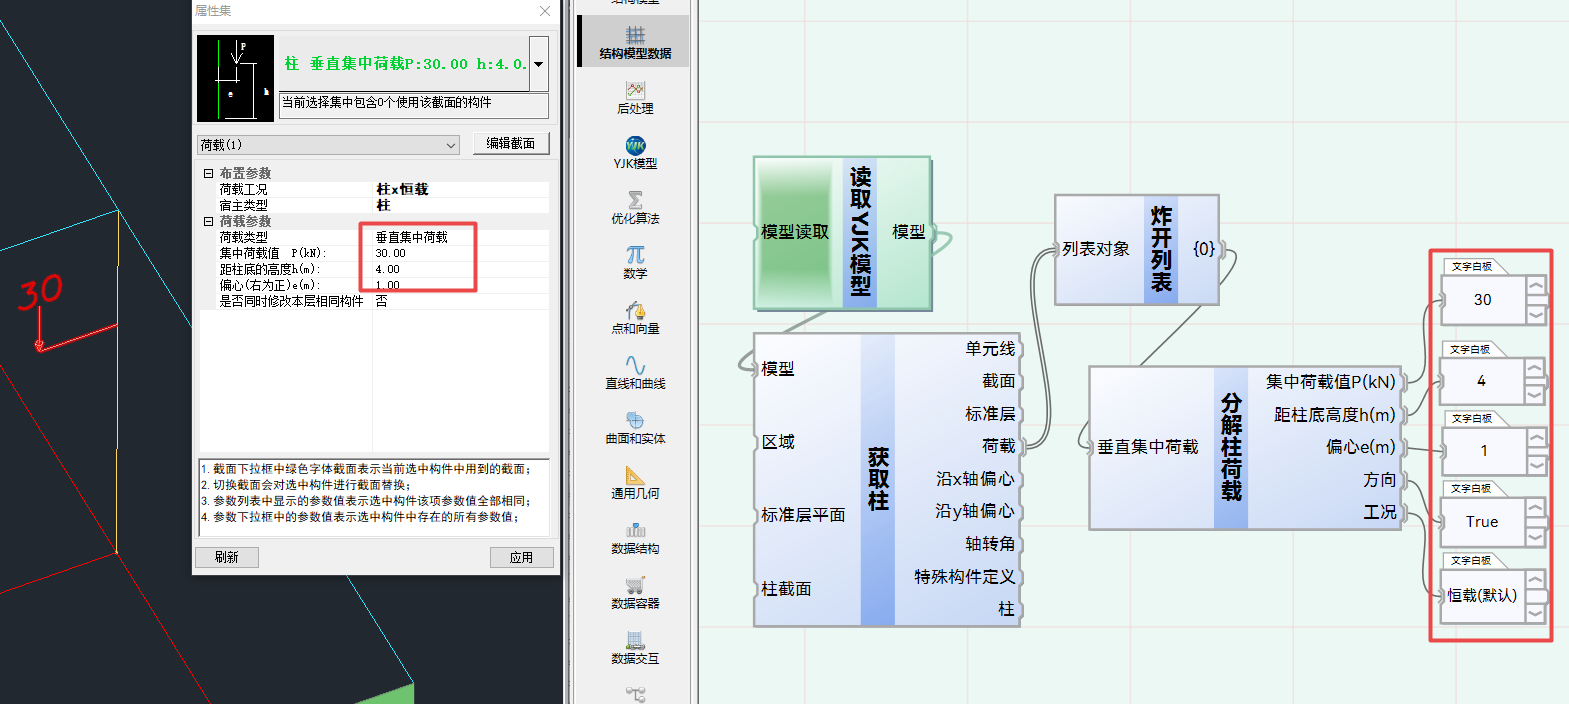 属性集
P
e
h
柱 垂直集中荷载P:30.00 h:4.0.
当前选择集中包含0个使用该截面的构件
荷载(1)
编辑截面
布置参数
荷载工况 柱x恒载
宿主类型 柱
荷载参数
荷载类型 垂直集中荷载
集中荷载值 P(kN): 30.00
距柱底的高度h(m): 4.00
偏心(右为正)e(m): 1.00
是否同时修改本层相同构件 否
1. 截面下拉框中绿色字体截面表示当前选中构件中用到的截面;
2. 切换截面会对选中构件进行截面替换;
3. 参数列表中显示的参数值表示选中构件该项参数值全部相同;
4. 参数下拉框中的参数值表示选中构件中存在的所有参数值;
刷新
应用
30
结构模型数据
后处理
YJK
YJK模型
优化算法
数学
点和向量
直线和曲线
曲面和实体
通用几何
数据结构
数据容器
数据交互
模型读取
读取YJK模型
模型
模型
区域
标准层平面
柱截面
获取柱
单元线
截面
标准层
荷载
沿x轴偏心
沿y轴偏心
轴转角
特殊构件定义
柱
列表对象
炸开列表
{0}
垂直集中荷载
分解柱荷载
集中荷载值P(kN)
距柱底高度h(m)
偏心e(m)
方向
工况
文字白板
30
文字白板
4
文字白板
1
文字白板
True
文字白板
恒载(默认)